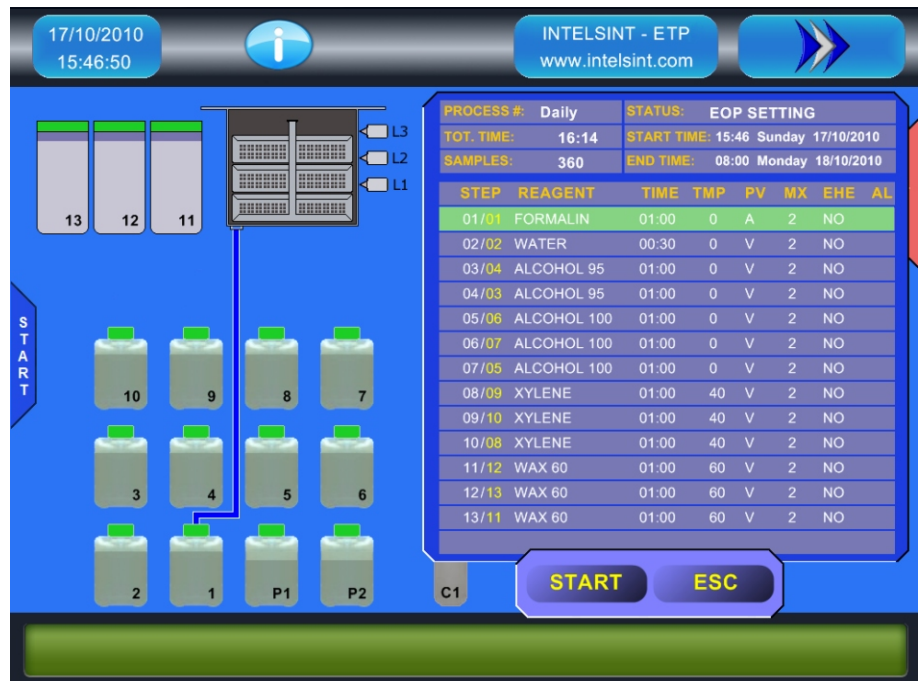 17/10/2010
15:46:50
i
INTELSINT - ETP
www.intelsint.com
PROCESS #: Daily STATUS: EOP SETTING
TOT. TIME: 16:14 START TIME: 15:46 Sunday 17/10/2010
SAMPLES: 360 END TIME: 08:00 Monday 18/10/2010
STEP REAGENT TIME TMP PV MX EHE AL
01/01 FORMALIN 01:00 0 A 2 NO
02/02 WATER 00:30 0 V 2 NO
03/04 ALCOHOL 95 01:00 0 V 2 NO
04/03 ALCOHOL 95 01:00 0 V 2 NO
05/06 ALCOHOL 100 01:00 0 V 2 NO
06/07 ALCOHOL 100 01:00 0 V 2 NO
07/05 ALCOHOL 100 01:00 0 V 2 NO
08/09 XYLENE 01:00 40 V 2 NO
09/10 XYLENE 01:00 40 V 2 NO
10/08 XYLENE 01:00 40 V 2 NO
11/12 WAX 60 01:00 60 V 2 NO
12/13 WAX 60 01:00 60 V 2 NO
13/11 WAX 60 01:00 60 V 2 NO
L3
L2
L1
13 12 11
START
10 9 8 7
3 4 5 6
2 1 P1 P2 C1
START ESC